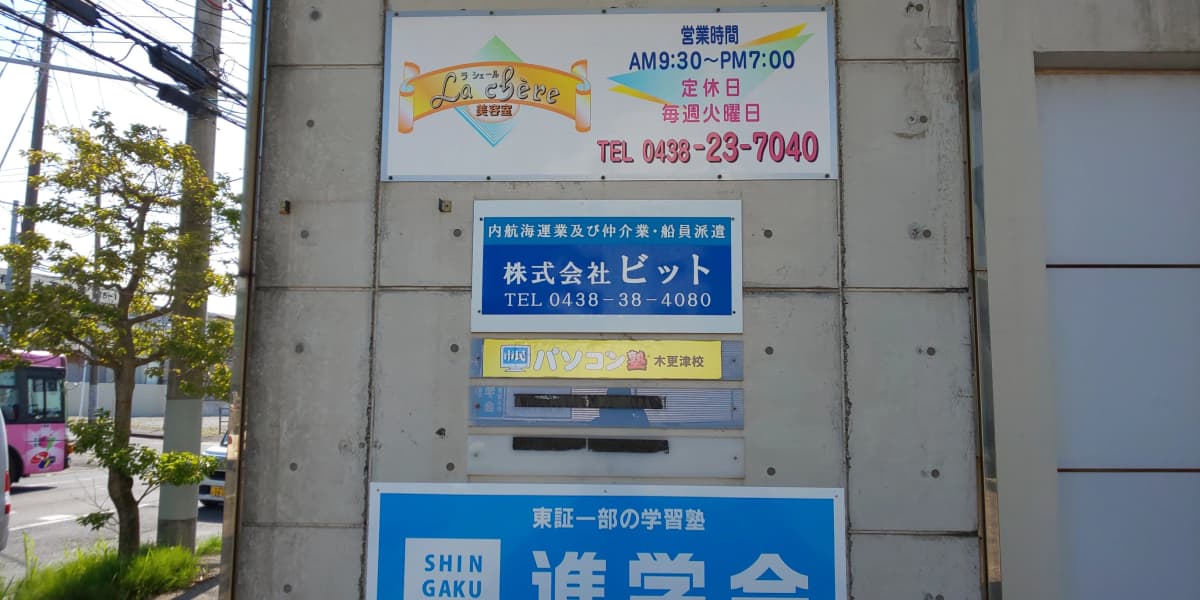 ラ シェール
La chère
美容室
営業時間
AM9:30～PM7:00
定休日
毎週火曜日
TEL 0438-23-7040
内航海運業及び仲介業・船員派遣
株式会社 ビット
TEL 0438-38-4080
市民 パソコン塾 木更津校
東証一部の学習塾
SHIN
GAKU
進学会